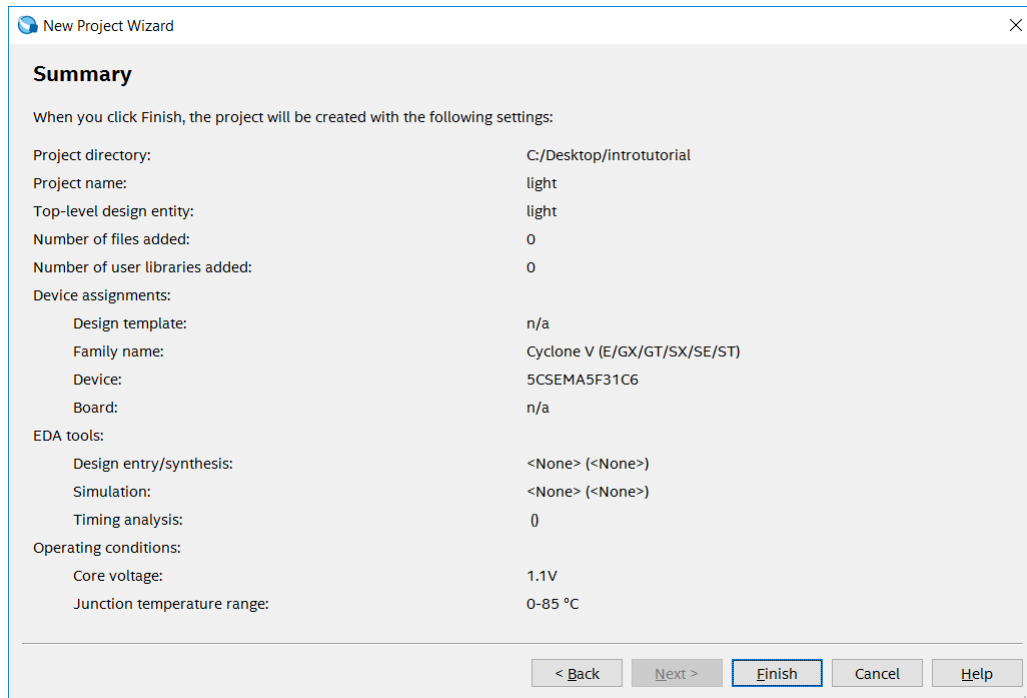 New Project Wizard
Summary
When you click Finish, the project will be created with the following settings:
Project directory: C:/Desktop/introtutorial
Project name: light
Top-level design entity: light
Number of files added: 0
Number of user libraries added: 0
Device assignments:
Design template: n/a
Family name: Cyclone V (E/GX/GT/SX/SE/ST)
Device: 5CSEMA5F31C6
Board: n/a
EDA tools:
Design entry/synthesis: <None> (<None>)
Simulation: <None> (<None>)
Timing analysis: ()
Operating conditions:
Core voltage: 1.1V
Junction temperature range: 0-85 ºC
< Back Next > Finish Cancel Help